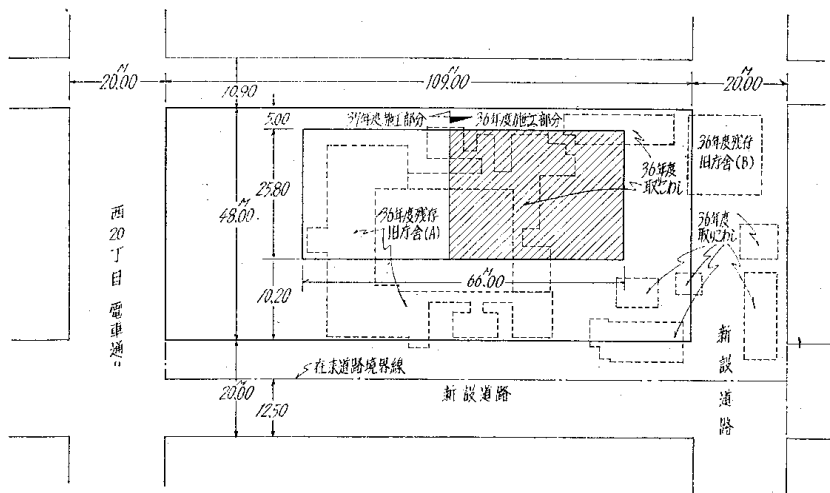 M
20.00
M
109.00
M
20.00
10.90
5.00
37年度施工部分
36年度施工部分
36年度
取こわし
36年度残存
旧庁舎(B)
25.80
M
48.00
36年度残存
旧庁舎(A)
36年度
取りこわし
西20丁目電車通り
M
66.00
10.20
在来道路境界線
M
20.00
12.50
新設道路
新設道路